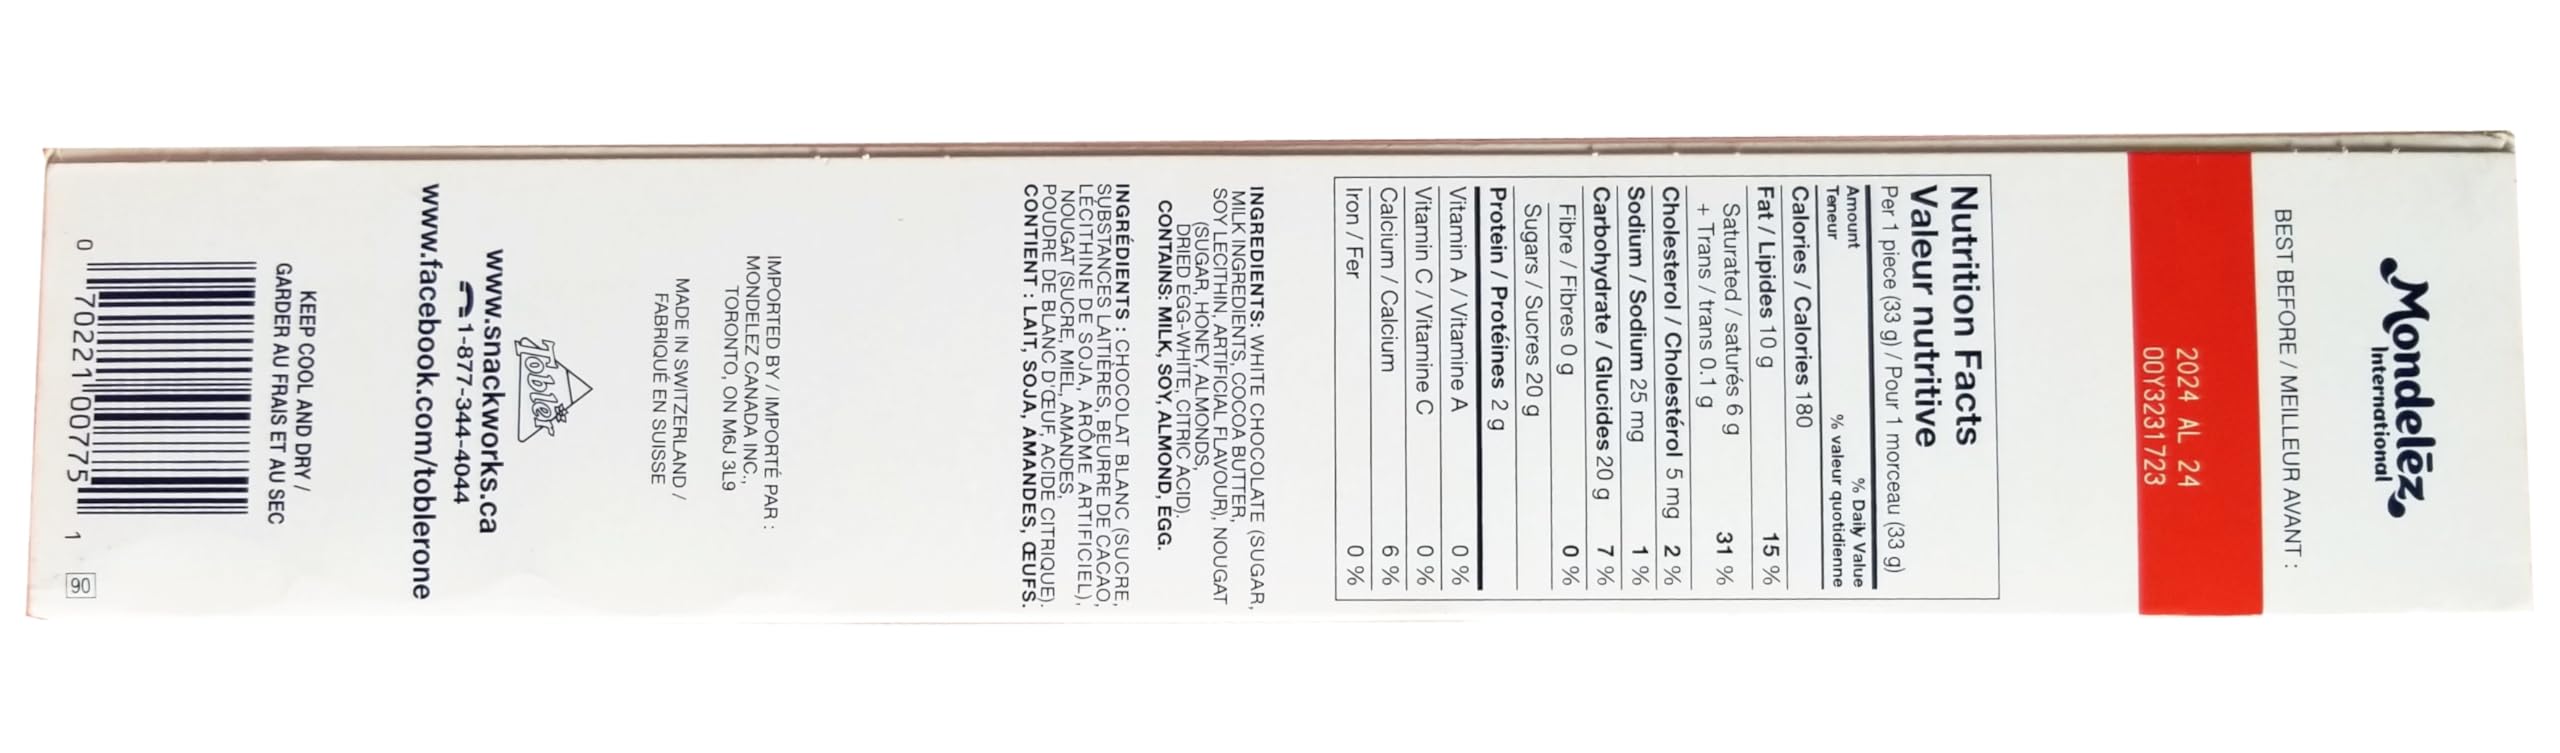 Mondelēz
International
BEST BEFORE / MEILLEUR AVANT :
2024 AL 24
00Y3231723
Nutrition Facts
Valeur nutritive
Per 1 piece (33 g) / Pour 1 morceau (33 g)
Amount % Daily Value
Teneur % valeur quotidienne
Calories / Calories 180
Fat / Lipides 10 g 15 %
Saturated / saturés 6 g 31 %
+ Trans / trans 0.1 g
Cholesterol / Cholestérol 5 mg 2 %
Sodium / Sodium 25 mg 1 %
Carbohydrate / Glucides 20 g 7 %
Fibre / Fibres 0 g 0 %
Sugars / Sucres 20 g
Protein / Protéines 2 g
Vitamin A / Vitamine A 0 %
Vitamin C / Vitamine C 0 %
Calcium / Calcium 6 %
Iron / Fer 0 %
INGREDIENTS: WHITE CHOCOLATE (SUGAR,
MILK INGREDIENTS, COCOA BUTTER,
SOY LECITHIN, ARTIFICIAL FLAVOUR), NOUGAT
(SUGAR, HONEY, ALMONDS,
DRIED EGG-WHITE, CITRIC ACID).
CONTAINS: MILK, SOY, ALMOND, EGG.
INGRÉDIENTS : CHOCOLAT BLANC (SUCRE,
SUBSTANCES LAITIÈRES, BEURRE DE CACAO,
LÉCITHINE DE SOJA, ARÔME ARTIFICIEL),
NOUGAT (SUCRE, MIEL, AMANDES,
POUDRE DE BLANC D'ŒUF, ACIDE CITRIQUE).
CONTIENT : LAIT, SOJA, AMANDES, ŒUFS.
IMPORTED BY / IMPORTÉ PAR :
MONDELEZ CANADA INC.,
TORONTO, ON M6J 3L9
MADE IN SWITZERLAND /
FABRIQUÉ EN SUISSE
Tobler
www.snackworks.ca
1-877-344-4044
www.facebook.com/toblerone
KEEP COOL AND DRY /
GARDER AU FRAIS ET AU SEC
0 70221 00775 1
90